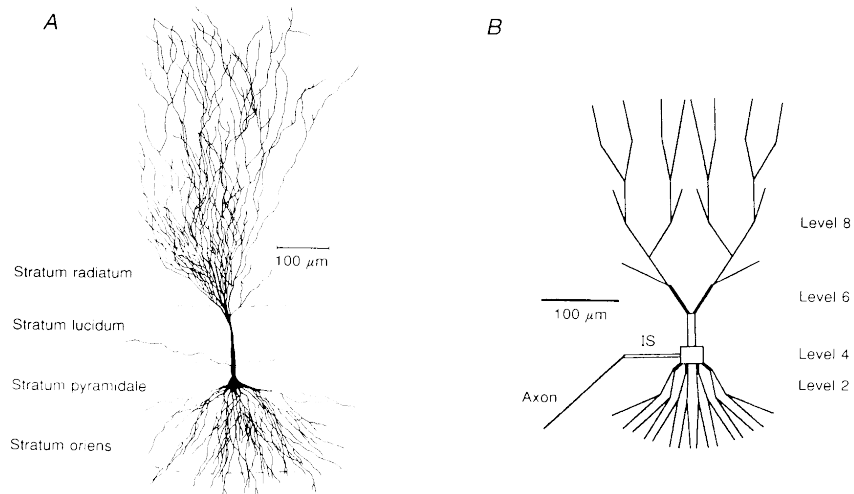 A
Stratum radiatum
Stratum lucidum
Stratum pyramidale
Stratum oriens
100 μm
B
Level 8
Level 6
Level 4
Level 2
100 μm
IS
Axon